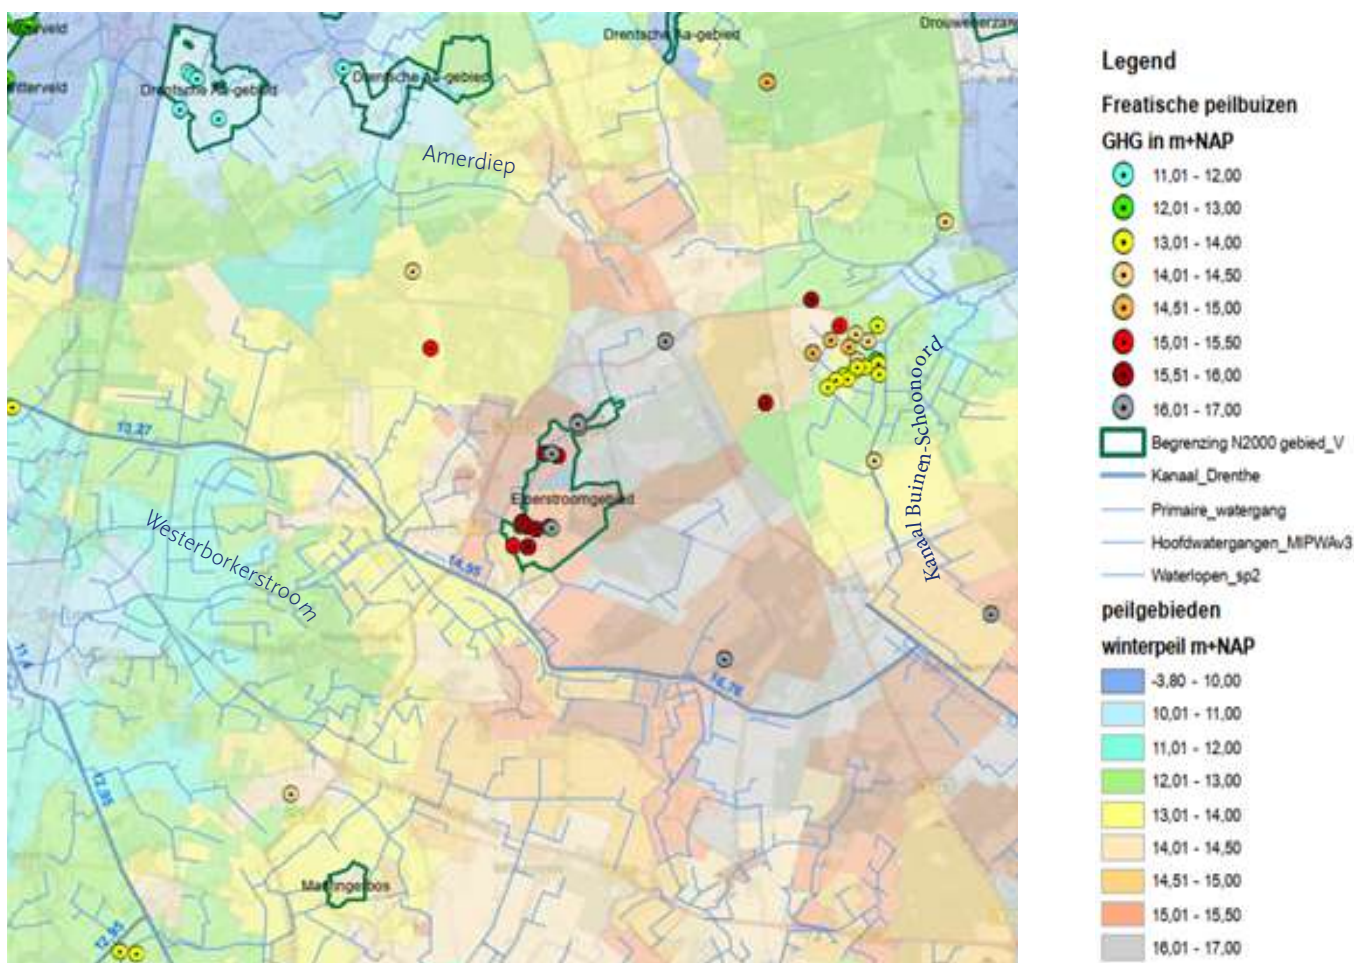 Drentsche Aa-gebied
Drentsche Aa-gebied
Drentsche Aa-gebied
Amerdiep
13,27
Westerborkerstroom
Elperstroomgebied
14,95
Kanaal Buinen-Schoonoord
14,76
11,4
12,95
12,95
Legend
Freatische peilbuizen
GHG in m+NAP
11,01 - 12,00
12,01 - 13,00
13,01 - 14,00
14,01 - 14,50
14,51 - 15,00
15,01 - 15,50
15,51 - 16,00
16,01 - 17,00
Begrenzing N2000 gebied_V
Kanaal_Drenthe
Primaire_watergang
Hoofdwatergangen_MIPWAv3
Waterlopen_sp2
peilgebieden
winterpeil m+NAP
-3,80 - 10,00
10,01 - 11,00
11,01 - 12,00
12,01 - 13,00
13,01 - 14,00
14,01 - 14,50
14,51 - 15,00
15,01 - 15,50
16,01 - 17,00